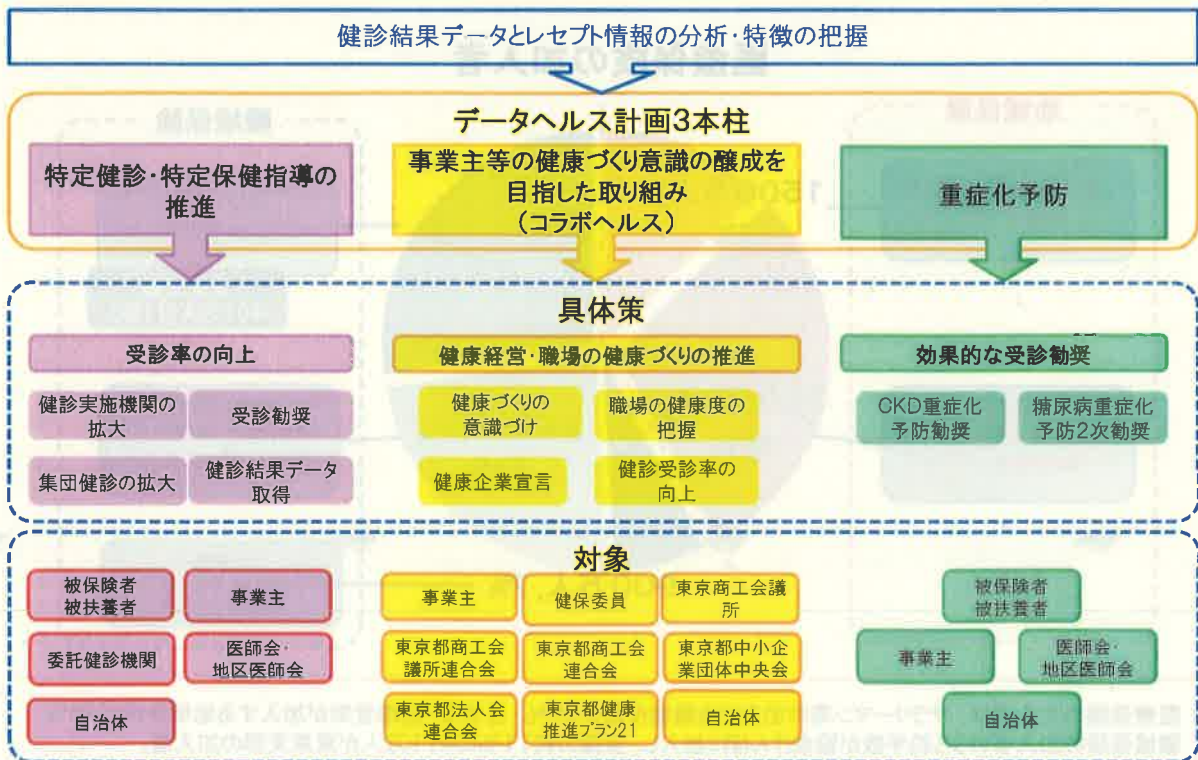 健診結果データとレセプト情報の分析・特徴の把握
データヘルス計画3本柱
特定健診・特定保健指導の
推進
事業主等の健康づくり意識の醸成を
目指した取り組み
(コラボヘルス)
重症化予防
具体策
受診率の向上
健診実施機関の
拡大
受診勧奨
集団健診の拡大
健診結果データ
取得
健康経営・職場の健康づくりの推進
健康づくりの
意識づけ
職場の健康度の
把握
健康企業宣言
健診受診率の
向上
効果的な受診勧奨
CKD重症化
予防勧奨
糖尿病重症化
予防2次勧奨
対象
被保険者
被扶養者
事業主
委託健診機関
医師会・
地区医師会
自治体
事業主
健保委員
東京商工会議
所
東京都商工会
議所連合会
東京都商工会
連合会
東京都中小企
業団体中央会
東京都法人会
連合会
東京都健康
推進プラン21
自治体
被保険者
被扶養者
事業主
医師会・
地区医師会
自治体